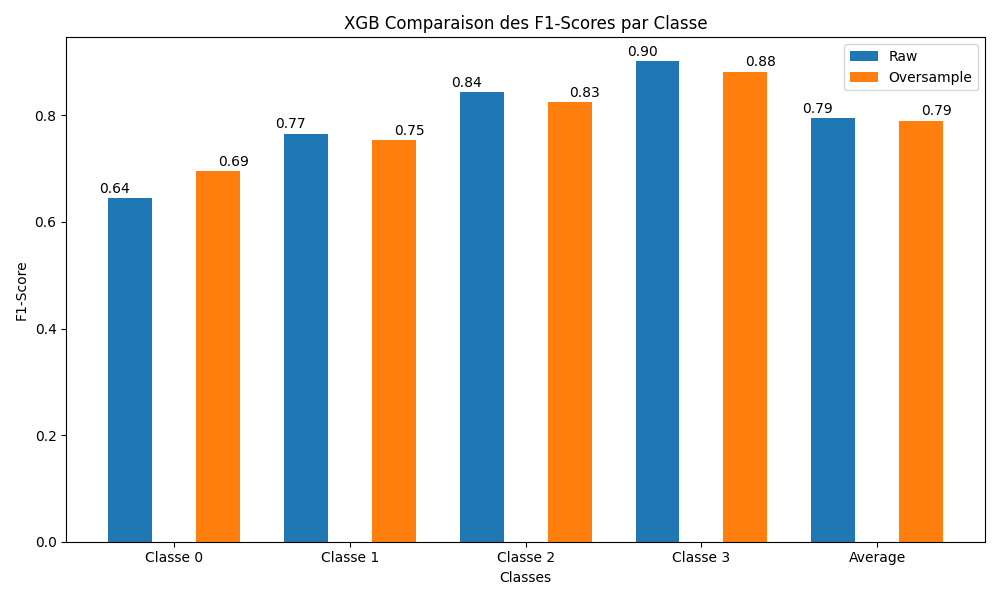 XGB Comparaison des F1-Scores par Classe
Raw
Oversample
0.64
0.69
0.77
0.75
0.84
0.83
0.90
0.88
0.79
0.79
F1-Score
0.8
0.6
0.4
0.2
0.0
Classe 0
Classe 1
Classe 2
Classe 3
Average
Classes